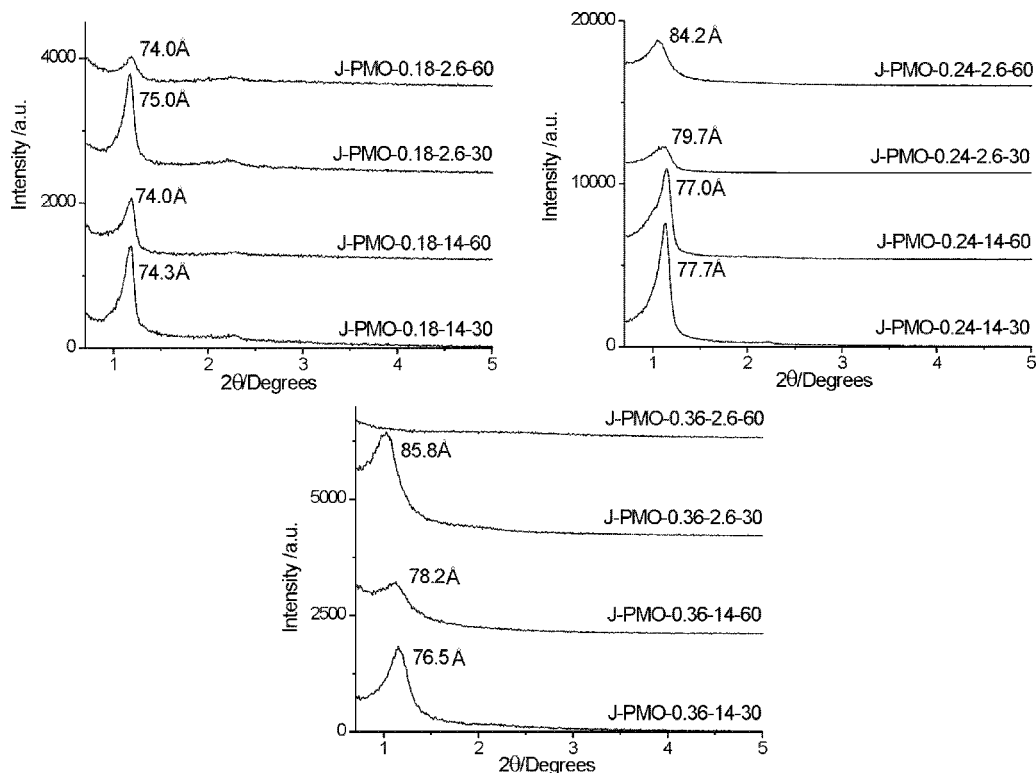 4000
2000
0
Intensity /a.u.
74.0Å
J-PMO-0.18-2.6-60
75.0Å
J-PMO-0.18-2.6-30
74.0Å
J-PMO-0.18-14-60
74.3Å
J-PMO-0.18-14-30
1 2 3 4 5
2θ/Degrees
20000
10000
0
Intensity /a.u.
84.2Å
J-PMO-0.24-2.6-60
79.7Å
J-PMO-0.24-2.6-30
77.0Å
J-PMO-0.24-14-60
77.7Å
J-PMO-0.24-14-30
1 2 3 4 5
2θ/Degrees
5000
2500
0
Intensity /a.u.
J-PMO-0.36-2.6-60
85.8Å
J-PMO-0.36-2.6-30
78.2Å
J-PMO-0.36-14-60
76.5Å
J-PMO-0.36-14-30
1 2 3 4 5
2θ/Degrees